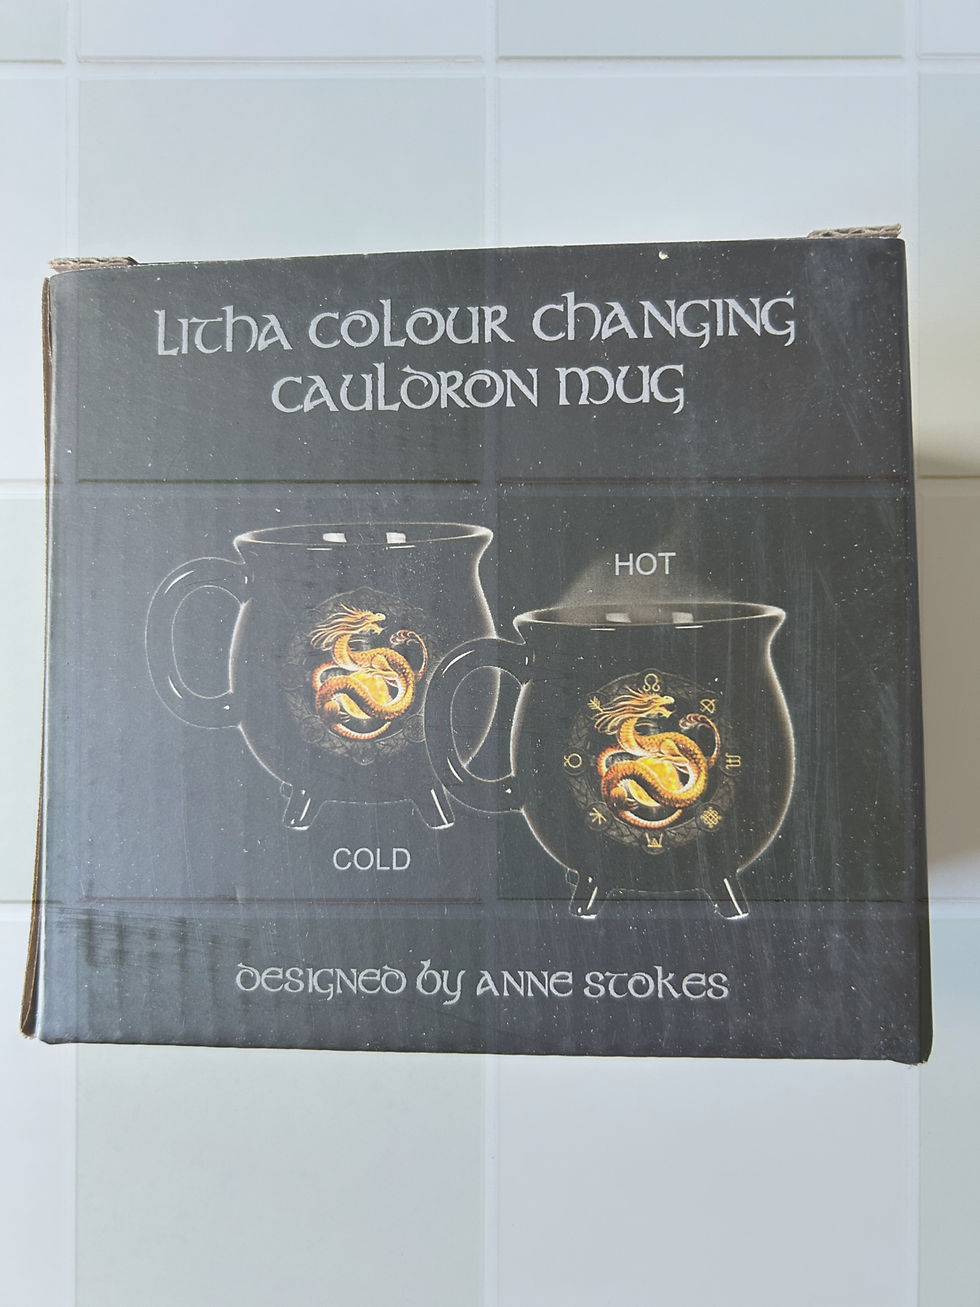 Litha Colour Changing
Cauldron Mug
HOT
COLD
Designed by Anne Stokes